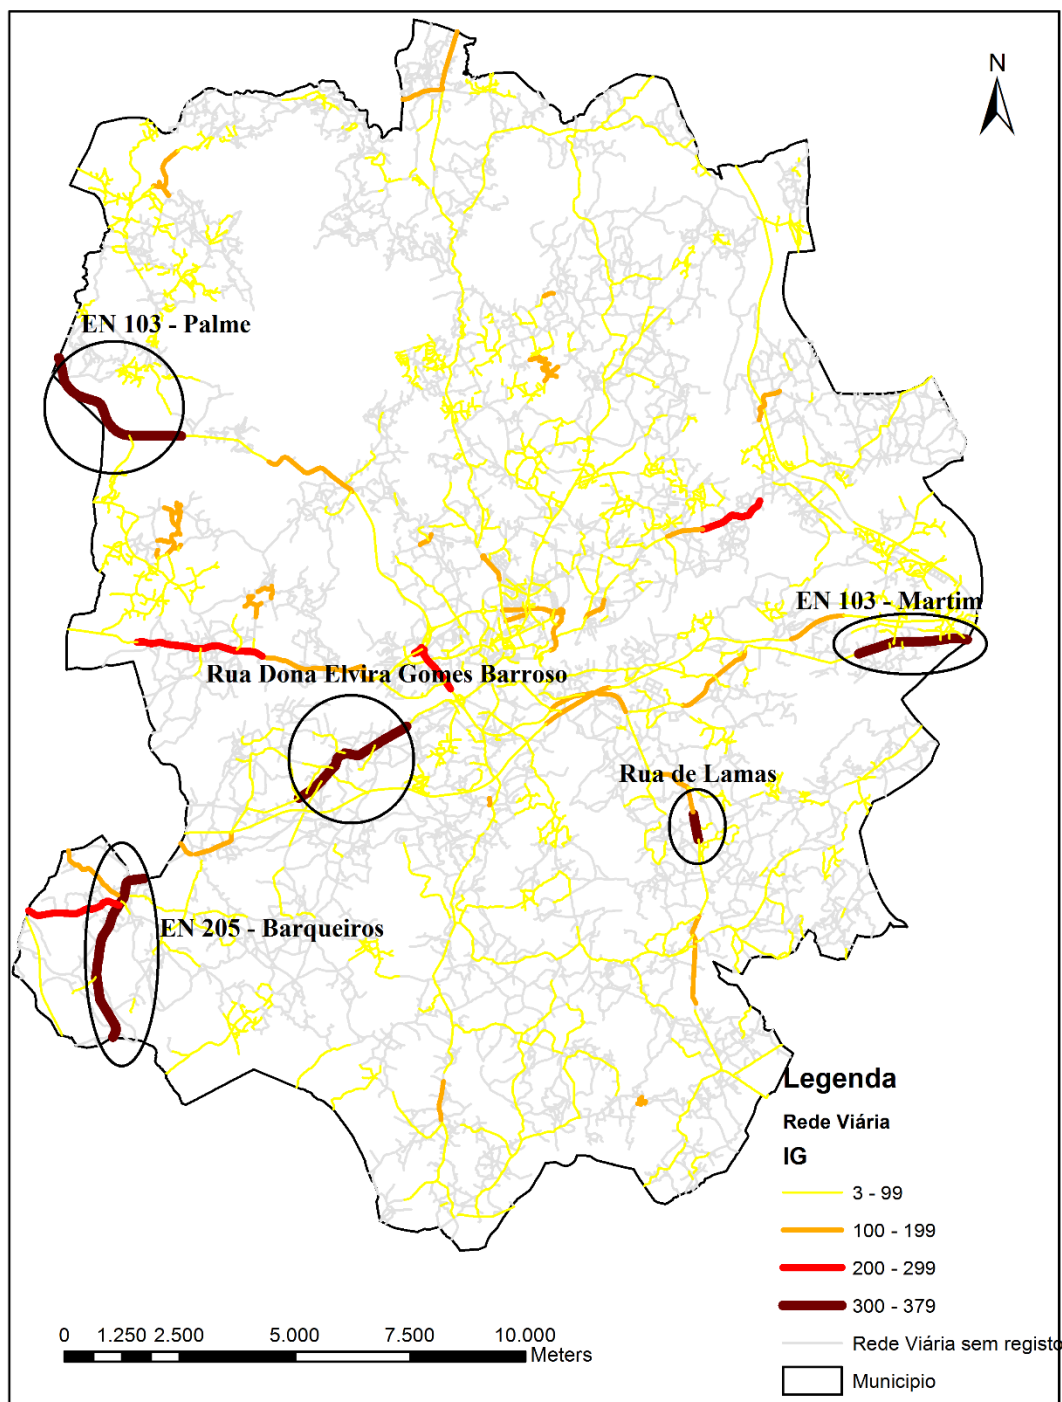 N
EN 103 - Palme
EN 103 - Martim
Rua Dona Elvira Gomes Barroso
Rua de Lamas
EN 205 - Barqueiros
Legenda
Rede Viária
IG
3 - 99
100 - 199
200 - 299
300 - 379
Rede Viária sem registo
Municipio
0 1.250 2.500 5.000 7.500 10.000
Meters